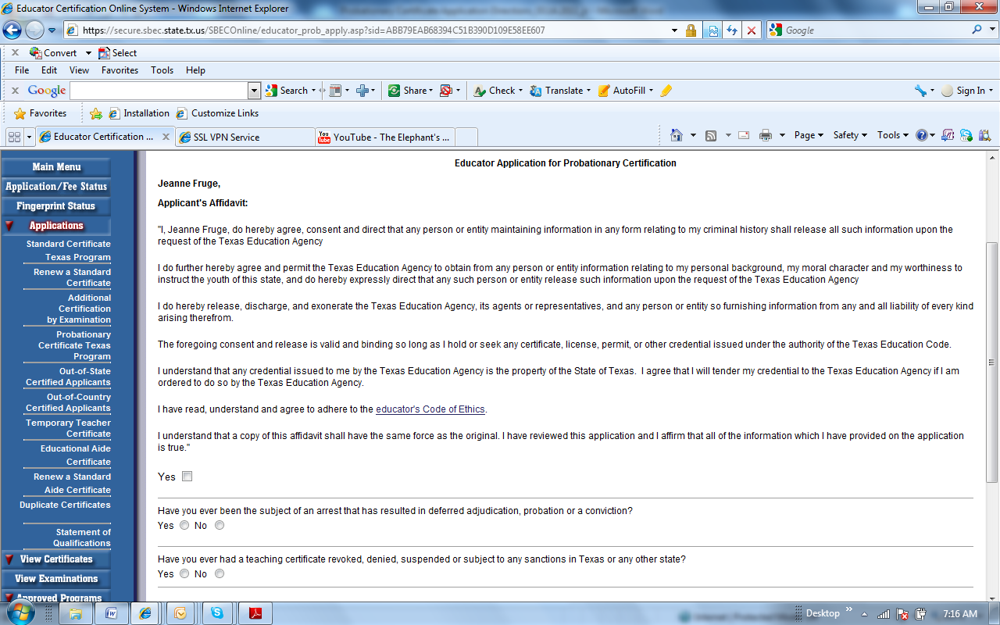 Educator Certificate Online System - Windows Internet Explorer
https://secure.sbec.state.tx.us/SBECOnline/educator_prob_apply.asp?sid=ABB79EAB68394C51B390D109E58EE607
Google
Convert Select
File Edit View Favorites Tools Help
Google Search Share Check Translate AutoFill Sign In
Favorites Installation Customize Links
Educator Certification ... SSL VPN Service YouTube - The Elephant's ... Page Safety Tools
Main Menu
Application/Fee Status
Fingerprint Status
Applications
Standard Certificate
Texas Program
Renew a Standard
Certificate
Additional
Certification
by Examination
Probationary
Certificate Texas
Program
Out-of-State
Certified Applicants
Out-of-Country
Certified Applicants
Temporary Teacher
Certificate
Educational Aide
Certificate
Renew a Standard
Aide Certificate
Duplicate Certificates
Statement of
Qualifications
View Certificates
View Examinations
Approved Programs
Educator Application for Probationary Certification
Jeanne Fruge,
Applicant's Affidavit:
"I, Jeanne Fruge, do hereby agree, consent and direct that any person or entity maintaining information in any form relating to my criminal history shall release all such information upon the
request of the Texas Education Agency
I do further hereby agree and permit the Texas Education Agency to obtain from any person or entity information relating to my personal background, my moral character and my worthiness to
instruct the youth of this state, and do hereby expressly direct that any such person or entity release such information upon the request of the Texas Education Agency
I do hereby release, discharge, and exonerate the Texas Education Agency, its agents or representatives, and any person or entity so furnishing information from any and all liability of every kind
arising therefrom.
The foregoing consent and release is valid and binding so long as I hold or seek any certificate, license, permit, or other credential issued under the authority of the Texas Education Code.
I understand that any credential issued to me by the Texas Education Agency is the property of the State of Texas. I agree that I will tender my credential to the Texas Education Agency if I am
ordered to do so by the Texas Education Agency.
I have read, understand and agree to adhere to the educator's Code of Ethics.
I understand that a copy of this affidavit shall have the same force as the original. I have reviewed this application and I affirm that all of the information which I have provided on the application
is true."
Yes
Have you ever been the subject of an arrest that has resulted in deferred adjudication, probation or a conviction?
Yes No
Have you ever had a teaching certificate revoked, denied, suspended or subject to any sanctions in Texas or any other state?
Yes No
Desktop 7:16 AM